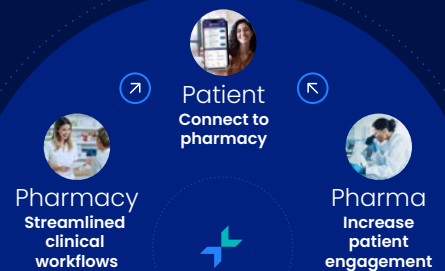 Patient
Connect to
pharmacy
Pharmacy
Streamlined
clinical
workflows
Pharma
Increase
patient
engagement